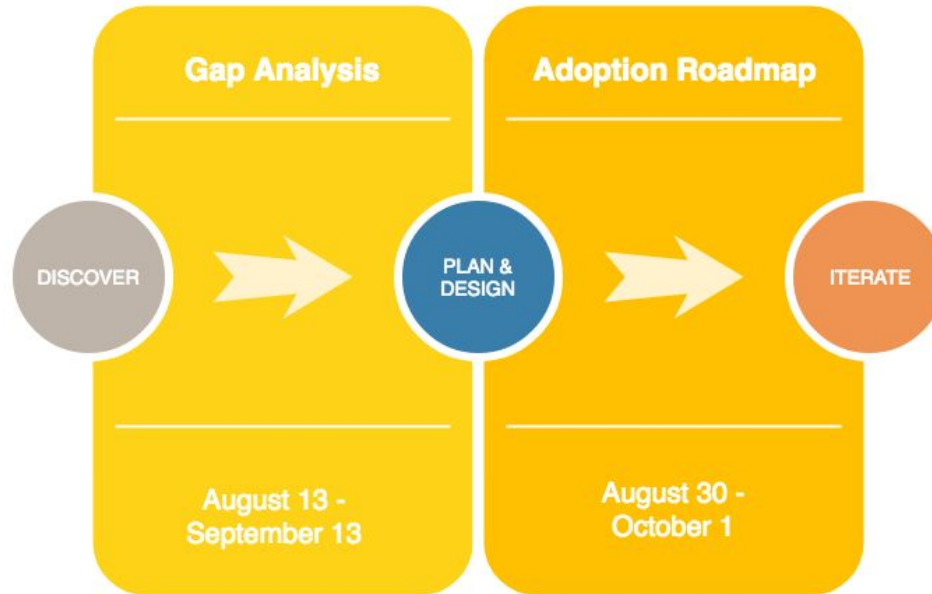 Gap Analysis
Adoption Roadmap
DISCOVER
PLAN &
DESIGN
ITERATE
August 13 -
September 13
August 30 -
October 1